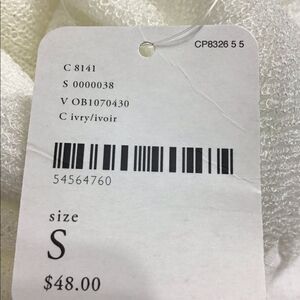 CP8326 5 5
C 8141
S 0000038
V OB1070430
C ivry/ivoir
54564760
size
S
$48.00